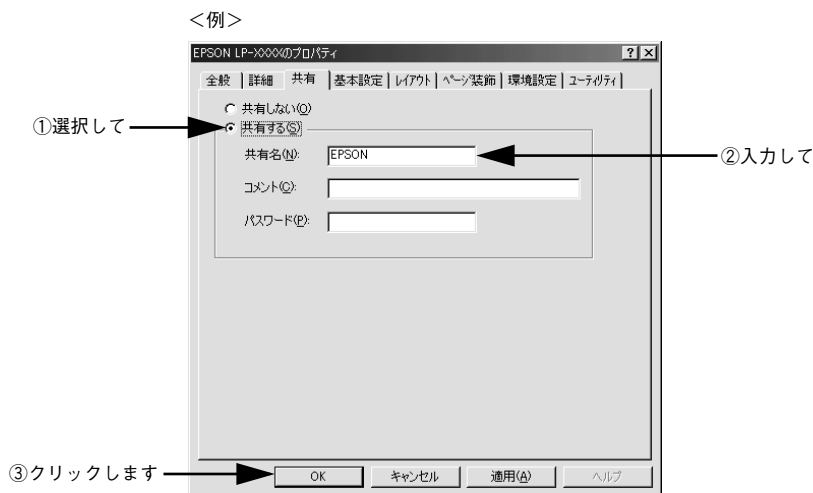 ＜例＞
EPSON LP-XXXXのプロパティ
全般 詳細 共有 基本設定 レイアウト ページ装飾 環境設定 ユーティリティ
共有しない(O)
①選択して
共有する(S)
共有名(N): EPSON
②入力して
コメント(C):
パスワード(P):
③クリックします
OK キャンセル 適用(A) ヘルプ